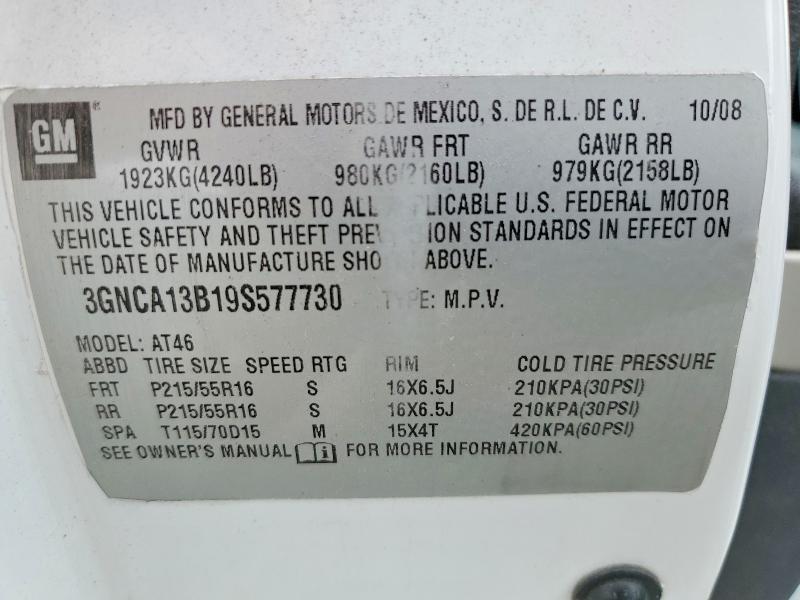 GM
MFD BY GENERAL MOTORS DE MEXICO, S. DE R.L. DE C.V. 10/08
GVWR GAWR FRT GAWR RR
1923KG(4240LB) 980KG(2160LB) 979KG(2158LB)
THIS VEHICLE CONFORMS TO ALL APPLICABLE U.S. FEDERAL MOTOR
VEHICLE SAFETY AND THEFT PREVENTION STANDARDS IN EFFECT ON
THE DATE OF MANUFACTURE SHOWN ABOVE.
3GNCA13B19S577730 TYPE: M.P.V.
MODEL: AT46
ABBD TIRE SIZE SPEED RTG RIM COLD TIRE PRESSURE
FRT P215/55R16 S 16X6.5J 210KPA(30PSI)
RR P215/55R16 S 16X6.5J 210KPA(30PSI)
SPA T115/70D15 M 15X4T 420KPA(60PSI)
SEE OWNER'S MANUAL FOR MORE INFORMATION.